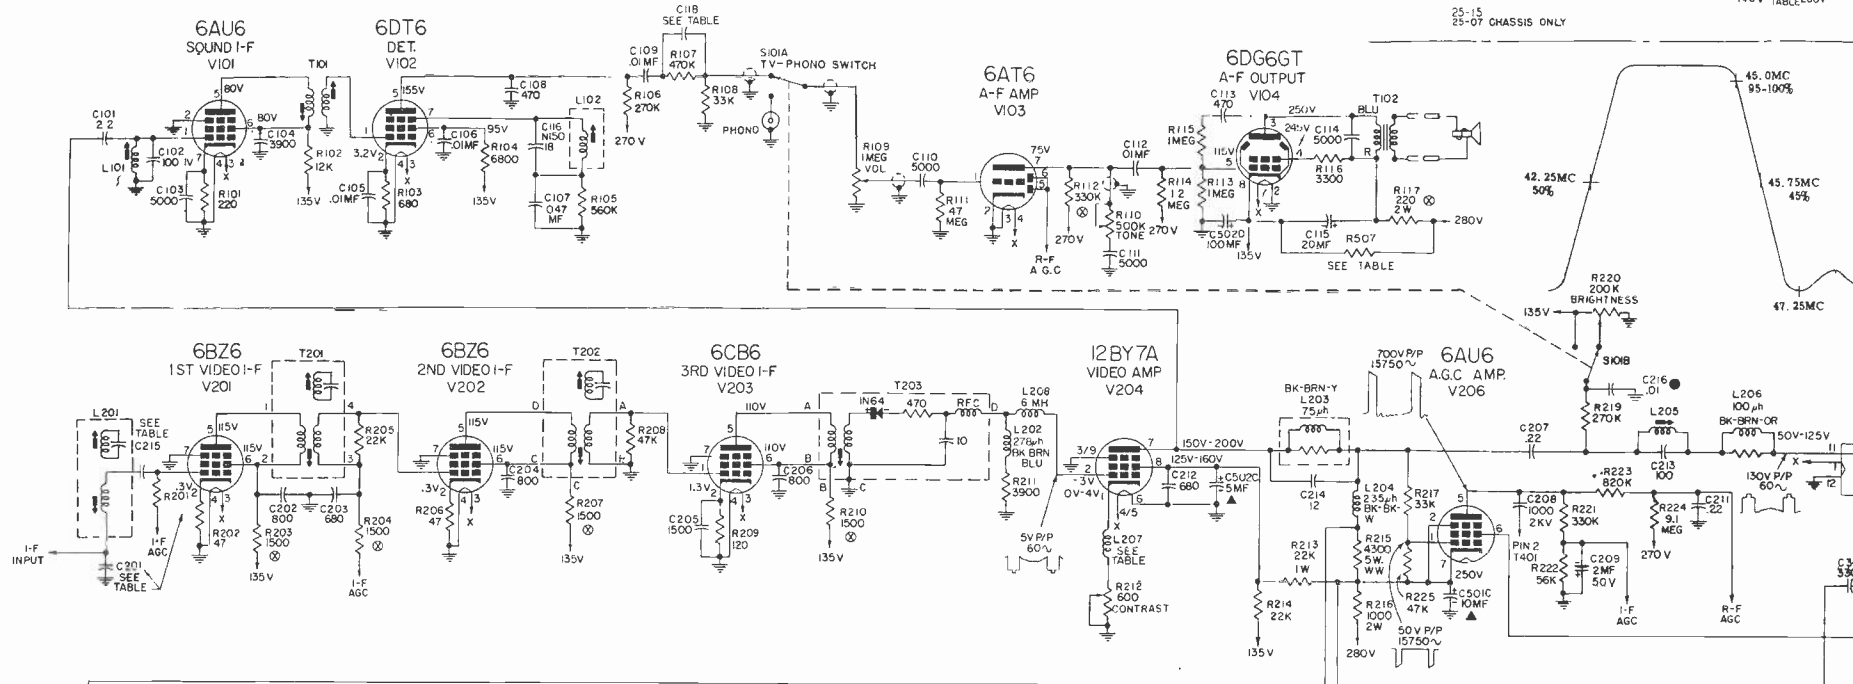 25-15
25-07 CHASSIS ONLY
TABLE
6AU6
SOUND I-F
V101
6DT6
DET.
V102
C118
SEE TABLE
S101A
TV-PHONO SWITCH
6AT6
A-F AMP
V103
6DG6GT
A-F OUTPUT
V104
T101
C109
.01MF
R107
470K
80V
155V
C108
470
R106
270K
270V
R108
33K
PHONO
L102
C101
2.2
L101
C102
100
1V
C103
5000
R101
220
80V
C104
3900
R102
12K
135V
3.2V
C105
.01MF
R103
680
C106
.01MF
95V
R104
6800
135V
C116
N150
18
C107
.047
MF
R105
560K
R109
1MEG
VOL
C110
5000
R111
47
MEG
75V
R-F
A.G.C
R112
330K
270V
R110
500K
TONE
C111
5000
C112
.01MF
R114
1.2
MEG
270V
R115
1MEG
R113
1MEG
C113
470
115V
250V
245V
C114
5000
R116
3300
T102
BLU
R
C502D
100MF
135V
C115
20MF
R117
220
2W
280V
R507
SEE TABLE
45.0MC
95-100%
42.25MC
50%
45.75MC
45%
47.25MC
R220
200K
BRIGHTNESS
135V
S101B
6BZ6
1ST VIDEO I-F
V201
T201
6BZ6
2ND VIDEO I-F
V202
T202
6CB6
3RD VIDEO I-F
V203
T203
12BY7A
VIDEO AMP
V204
700V P/P
15750~
6AU6
A.G.C AMP.
V206
L201
SEE
TABLE
C215
R201
I-F
AGC
I-F
INPUT
C201
SEE
TABLE
115V
115V
.3V
R202
47
R203
1500
135V
C202
800
C203
680
R205
22K
R204
1500
I-F
AGC
115V
115V
.3V
R206
47
C204
800
R207
1500
135V
R208
47K
110V
110V
1.3V
C205
1500
R209
120
C206
800
R210
1500
135V
1N64
470
RFC
10
L208
6 MH
L202
278µh
BK BRN
BLU
R211
3900
5V P/P
60~
3/9
.3V
0V-4V
4/5
L207
SEE
TABLE
R212
600
CONTRAST
150V-200V
125V-160V
C212
680
C502C
5MF
BK-BRN-Y
L203
75µh
C214
12
L204
235µh
BK-BK-
W
R213
22K
1W
R214
22K
135V
R215
4300
5W.
WW
R216
1000
2W
280V
R217
33K
R225
47K
50V P/P
15750~
250V
C501C
10MF
C207
.22
R219
270K
C216
.01
L205
C213
100
L206
100µh
BK-BRN-OR
50V-125V
130V P/P
60~
C208
1000
2KV
PIN 2
T401
R221
330K
R222
56K
R223
820K
C209
2MF
50V
I-F
AGC
R224
9.1
MEG
270V
C211
.22
R-F
AGC